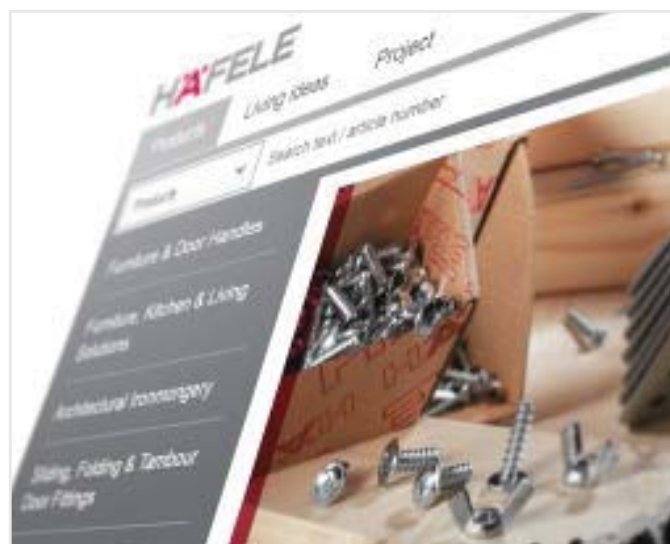 HÄFELE
Products
Living ideas
Project
Products
Search text / article number
Furniture & Door Handles
Furniture, Kitchen & Living
Solutions
Architectural Ironmongery
Sliding, Folding & Tambour
Door Fittings